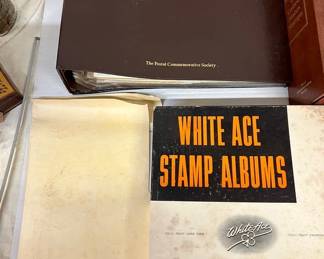 The Postal Commemorative Society
WHITE ACE
STAMP ALBUMS
White Ace